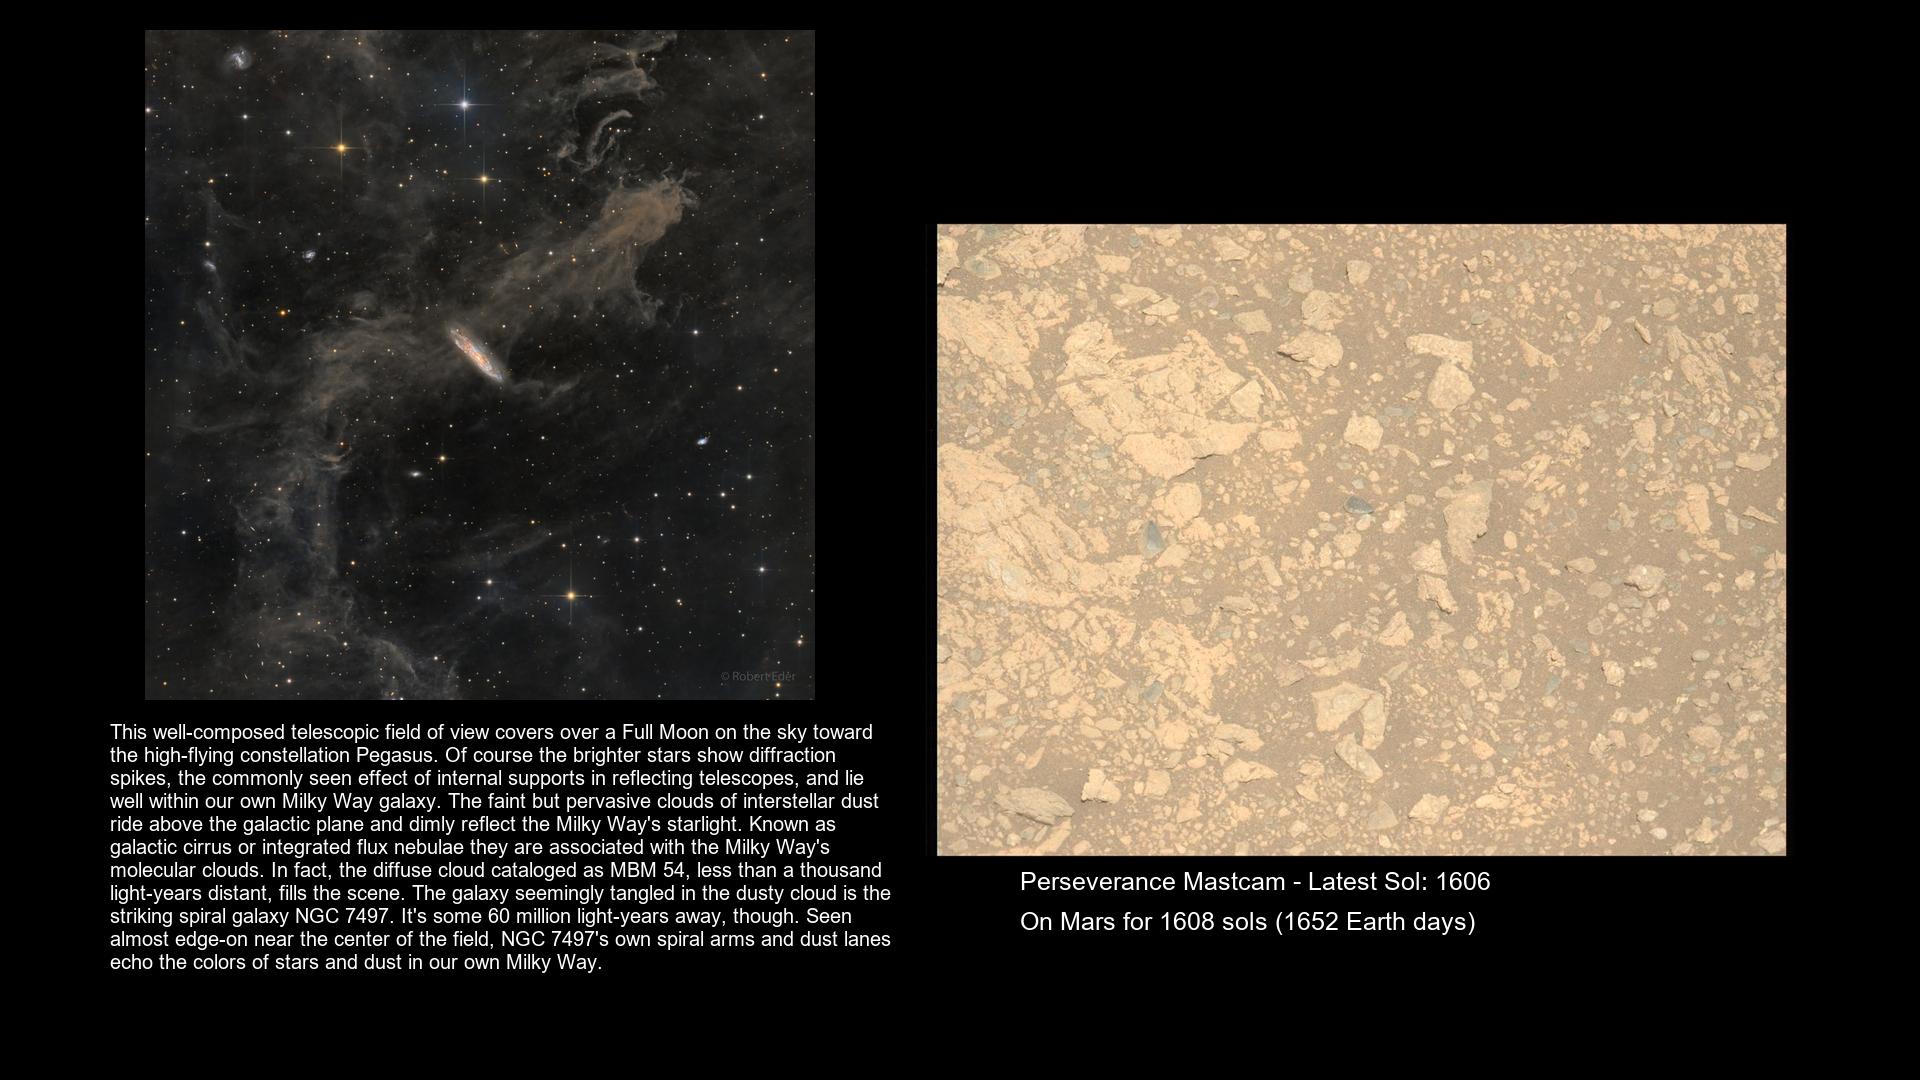 © Robert Eder
This well-composed telescopic field of view covers over a Full Moon on the sky toward
the high-flying constellation Pegasus. Of course the brighter stars show diffraction
spikes, the commonly seen effect of internal supports in reflecting telescopes, and lie
well within our own Milky Way galaxy. The faint but pervasive clouds of interstellar dust
ride above the galactic plane and dimly reflect the Milky Way's starlight. Known as
galactic cirrus or integrated flux nebulae they are associated with the Milky Way's
molecular clouds. In fact, the diffuse cloud cataloged as MBM 54, less than a thousand
light-years distant, fills the scene. The galaxy seemingly tangled in the dusty cloud is the
striking spiral galaxy NGC 7497. It's some 60 million light-years away, though. Seen
almost edge-on near the center of the field, NGC 7497's own spiral arms and dust lanes
echo the colors of stars and dust in our own Milky Way.
Perseverance Mastcam - Latest Sol: 1606
On Mars for 1608 sols (1652 Earth days)